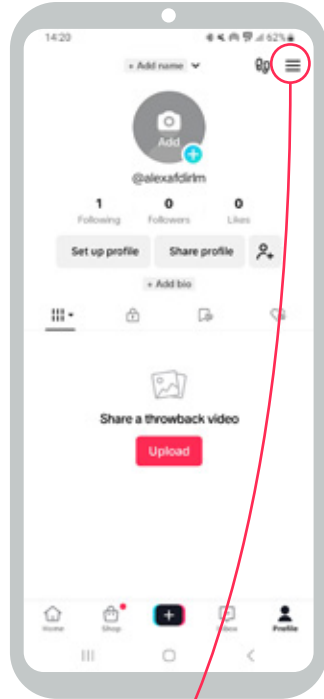 14:20 62%
+ Add name
Add
@alexafdirlm
1 0 0
Following Followers Likes
Set up profile Share profile
+ Add bio
Share a throwback video
Upload
Home Shop Inbox Profile